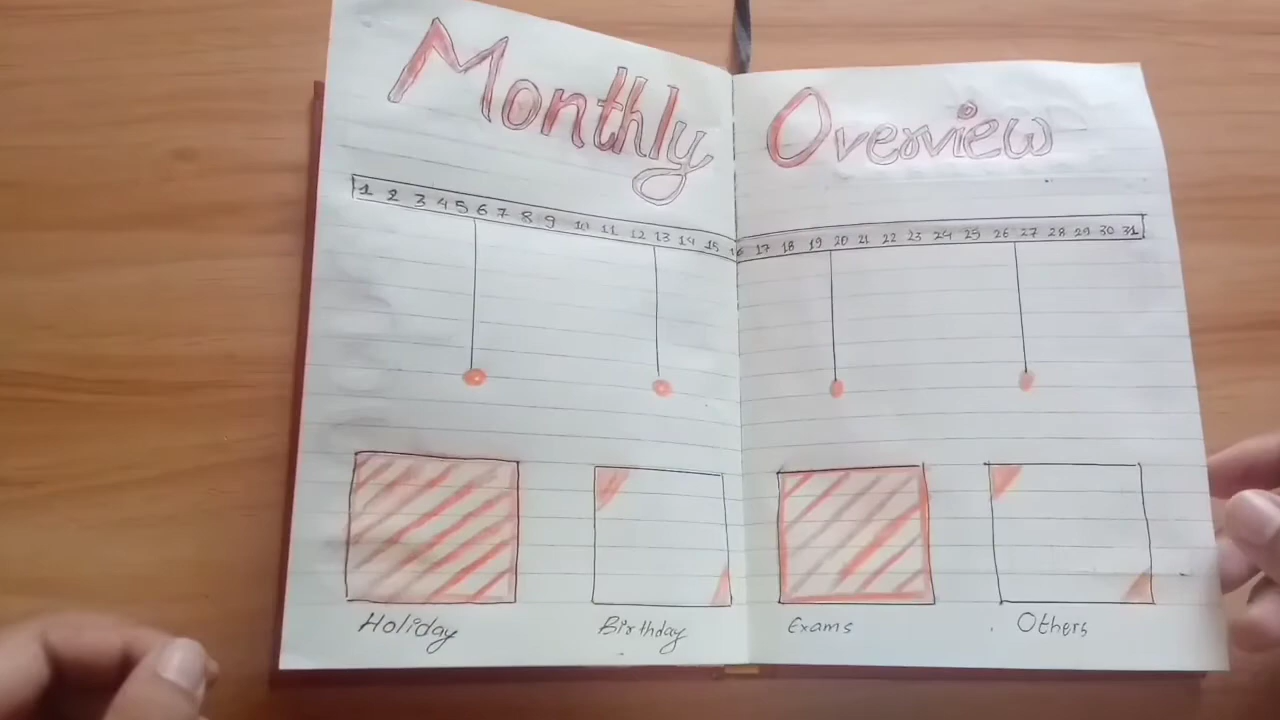 Monthly Overview
1 2 3 4 5 6 7 8 9 10 11 12 13 14 15 16 17 18 19 20 21 22 23 24 25 26 27 28 29 30 31
Holiday Birthday Exams Others